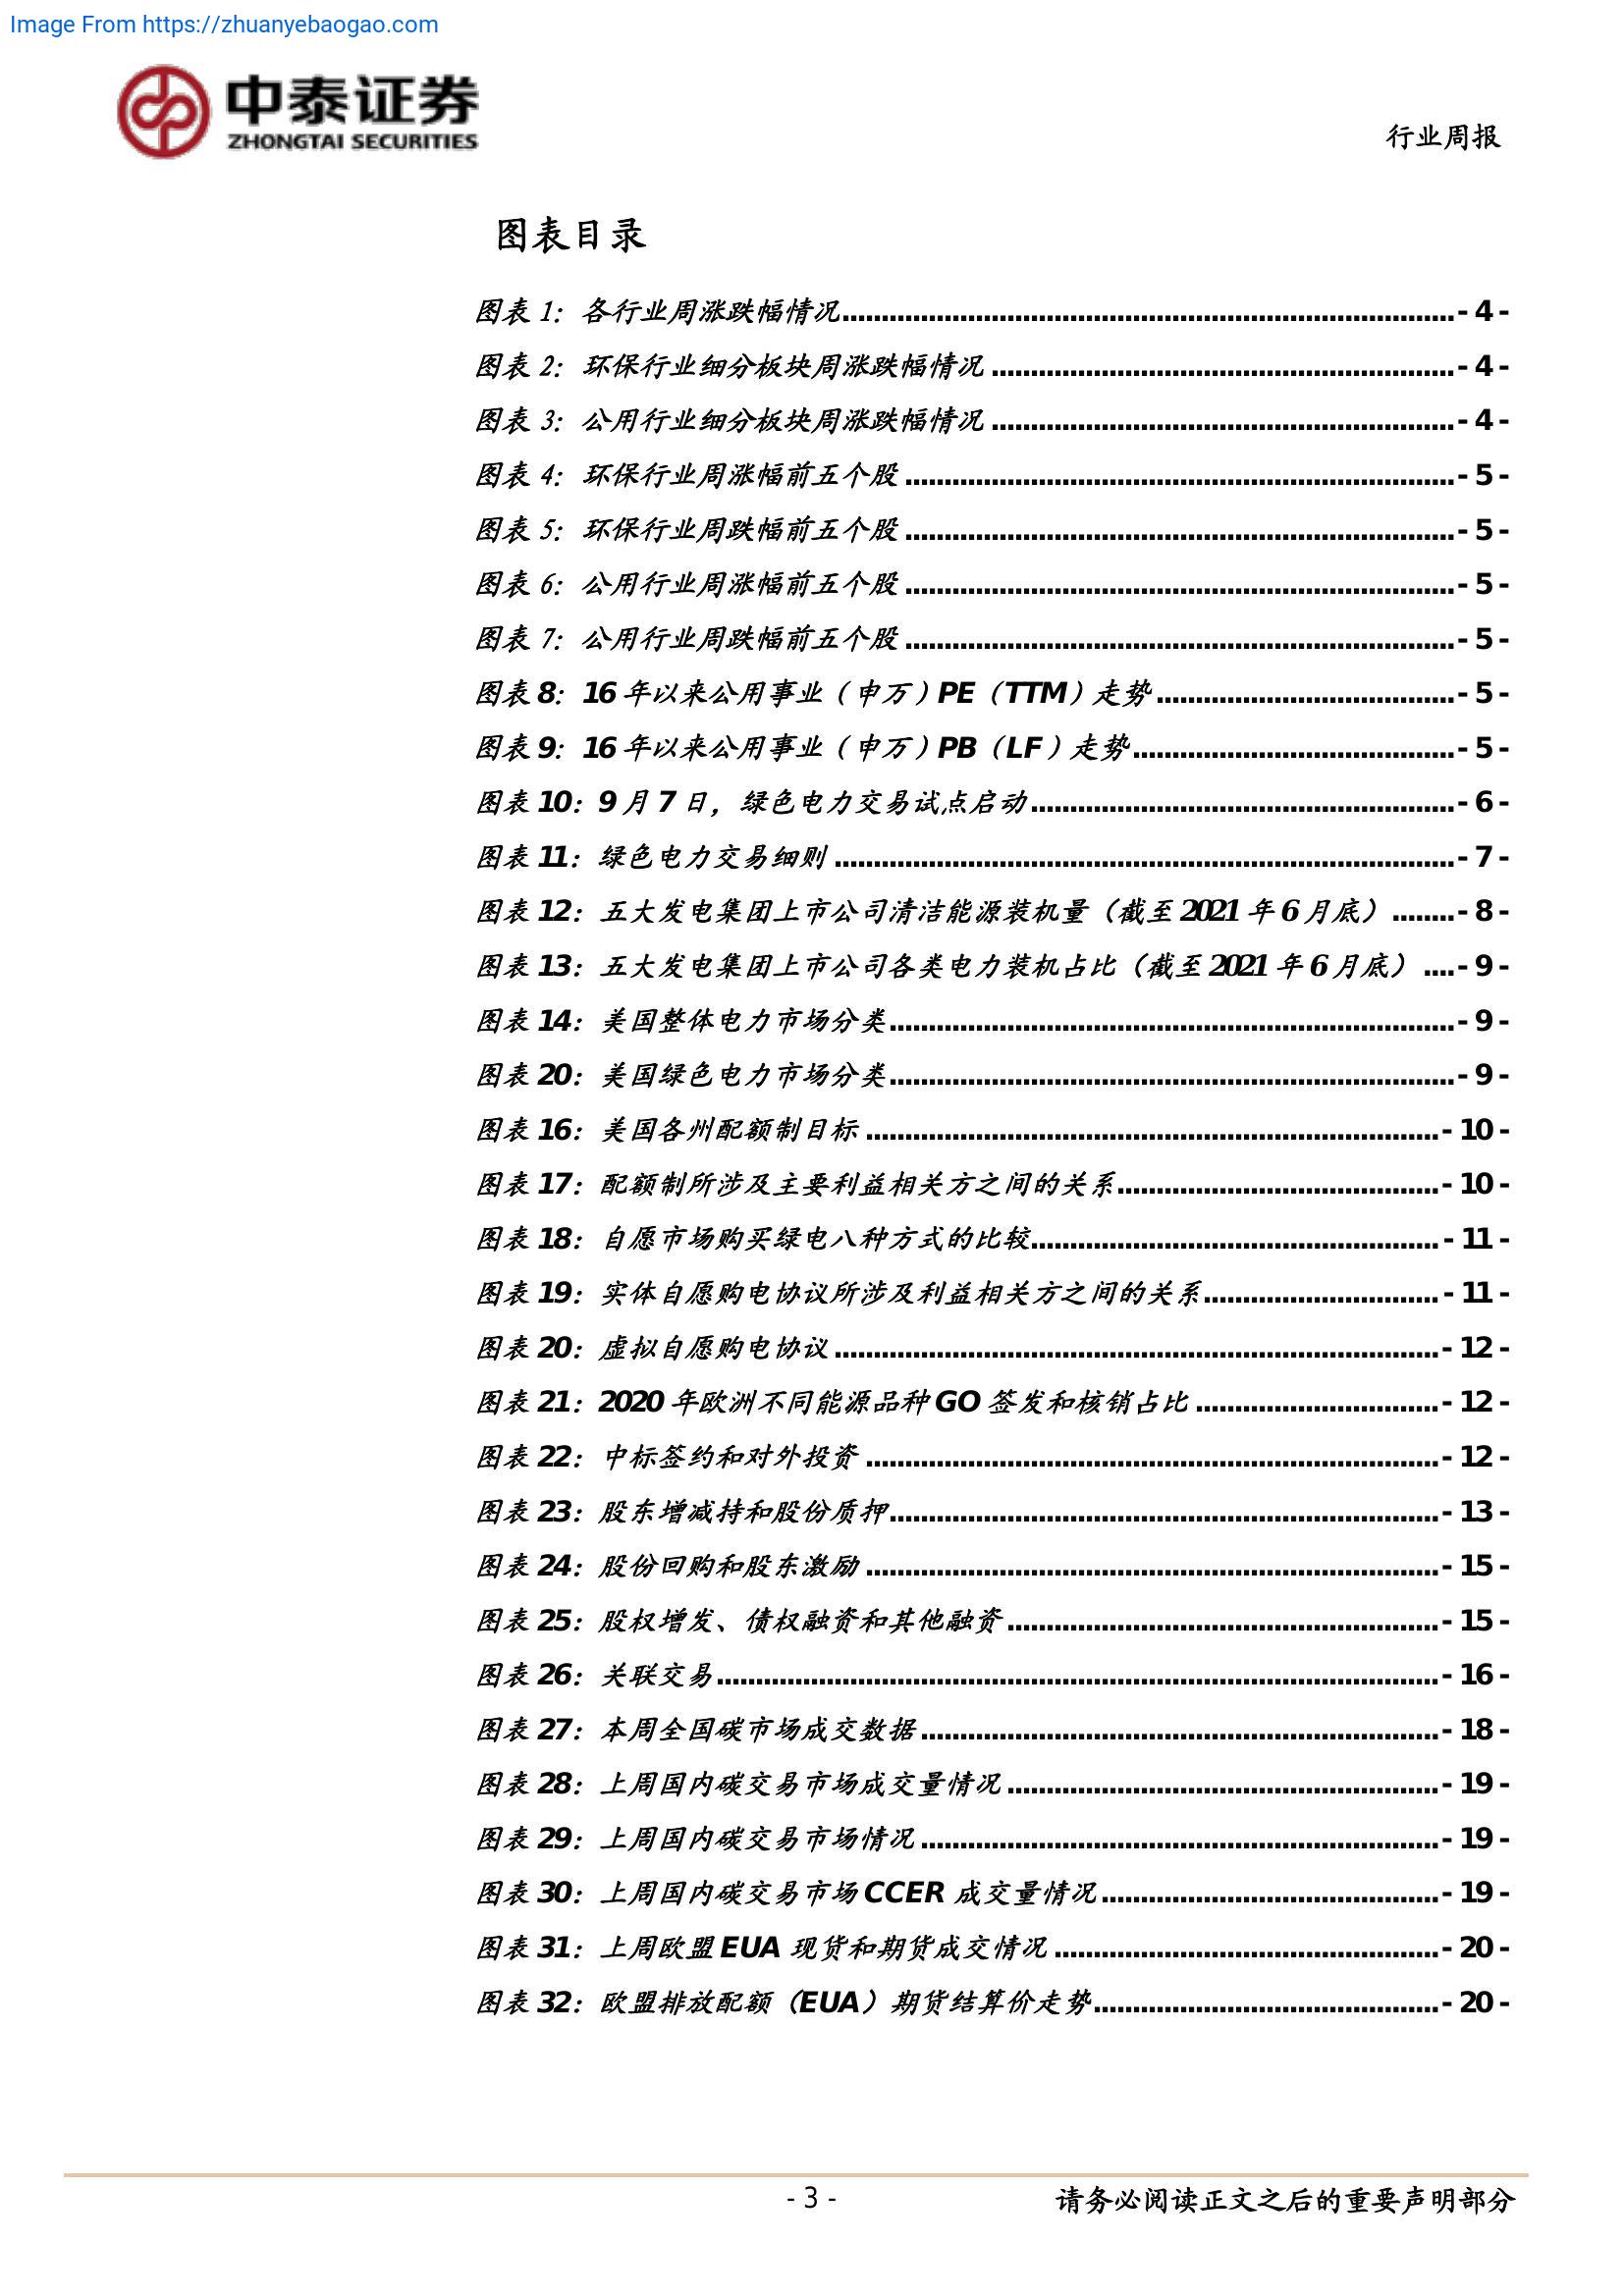 Image From https://zhuanyebaogao.com
中泰证券
ZHONGTAI SECURITIES
行业周报
图表目录
图表 1: 各行业周涨跌幅情况 - 4 -
图表 2: 环保行业细分板块周涨跌幅情况 - 4 -
图表 3: 公用行业细分板块周涨跌幅情况 - 4 -
图表 4: 环保行业周涨幅前五个股 - 5 -
图表 5: 环保行业周跌幅前五个股 - 5 -
图表 6: 公用行业周涨幅前五个股 - 5 -
图表 7: 公用行业周跌幅前五个股 - 5 -
图表 8: 16 年以来公用事业（申万）PE（TTM）走势 - 5 -
图表 9: 16 年以来公用事业（申万）PB（LF）走势 - 5 -
图表 10: 9 月 7 日，绿色电力交易试点启动 - 6 -
图表 11: 绿色电力交易细则 - 7 -
图表 12: 五大发电集团上市公司清洁能源装机量（截至 2021 年 6 月底） - 8 -
图表 13: 五大发电集团上市公司各类电力装机占比（截至 2021 年 6 月底） - 9 -
图表 14: 美国整体电力市场分类 - 9 -
图表 20: 美国绿色电力市场分类 - 9 -
图表 16: 美国各州配额制目标 - 10 -
图表 17: 配额制所涉及主要利益相关方之间的关系 - 10 -
图表 18: 自愿市场购买绿电八种方式的比较 - 11 -
图表 19: 实体自愿购电协议所涉及利益相关方之间的关系 - 11 -
图表 20: 虚拟自愿购电协议 - 12 -
图表 21: 2020 年欧洲不同能源品种 GO 签发和核销占比 - 12 -
图表 22: 中标签约和对外投资 - 12 -
图表 23: 股东增减持和股份质押 - 13 -
图表 24: 股份回购和股东激励 - 15 -
图表 25: 股权增发、债权融资和其他融资 - 15 -
图表 26: 关联交易 - 16 -
图表 27: 本周全国碳市场成交数据 - 18 -
图表 28: 上周国内碳交易市场成交量情况 - 19 -
图表 29: 上周国内碳交易市场情况 - 19 -
图表 30: 上周国内碳交易市场 CCER 成交量情况 - 19 -
图表 31: 上周欧盟 EUA 现货和期货成交情况 - 20 -
图表 32: 欧盟排放配额（EUA）期货结算价走势 - 20 -
- 3 -
请务必阅读正文之后的重要声明部分